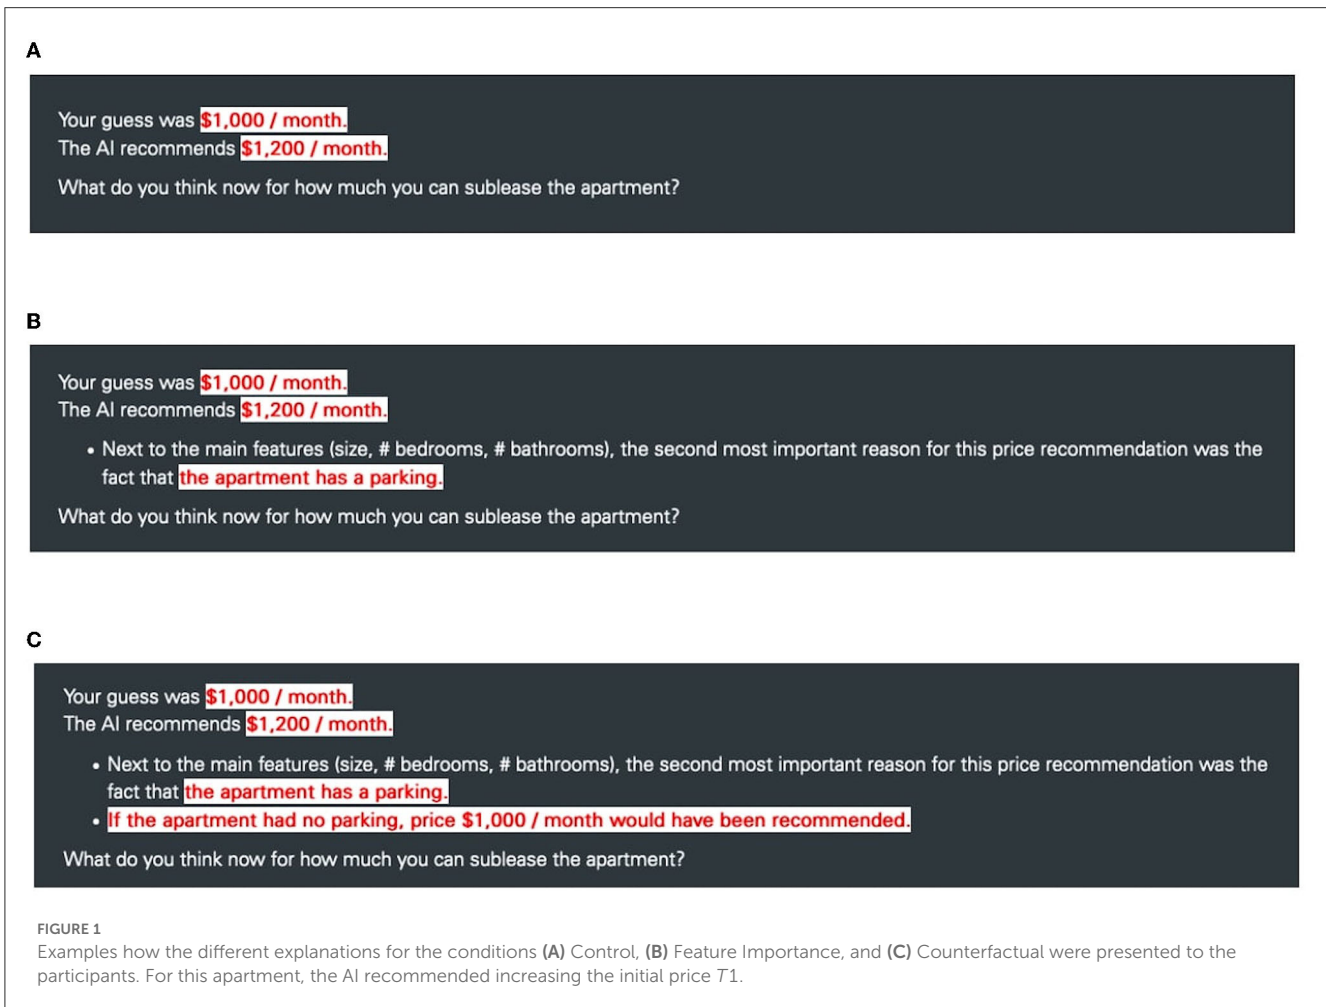 A
Your guess was $1,000 / month.
The AI recommends $1,200 / month.
What do you think now for how much you can sublease the apartment?
B
Your guess was $1,000 / month.
The AI recommends $1,200 / month.
• Next to the main features (size, # bedrooms, # bathrooms), the second most important reason for this price recommendation was the
fact that the apartment has a parking.
What do you think now for how much you can sublease the apartment?
C
Your guess was $1,000 / month.
The AI recommends $1,200 / month.
• Next to the main features (size, # bedrooms, # bathrooms), the second most important reason for this price recommendation was the
fact that the apartment has a parking.
• If the apartment had no parking, price $1,000 / month would have been recommended.
What do you think now for how much you can sublease the apartment?
FIGURE 1
Examples how the different explanations for the conditions (A) Control, (B) Feature Importance, and (C) Counterfactual were presented to the
participants. For this apartment, the AI recommended increasing the initial price T1.